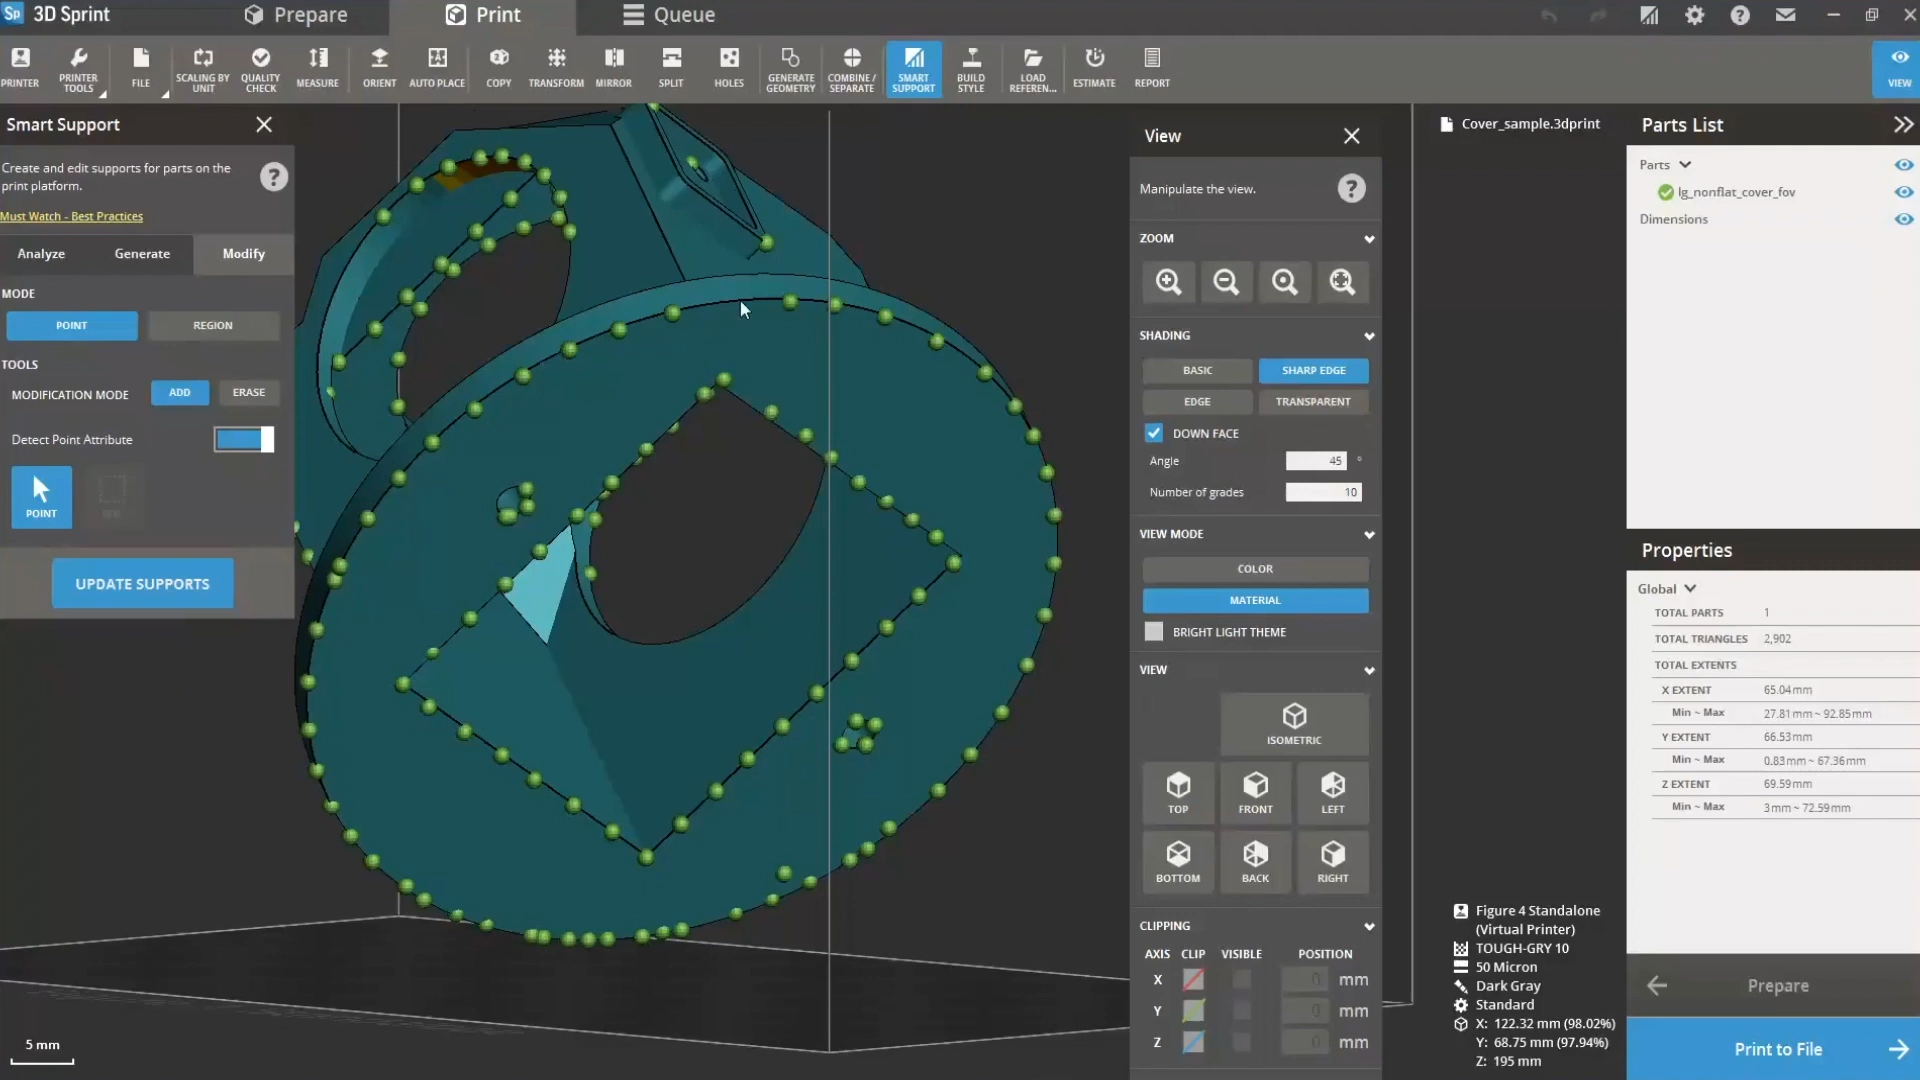 Sp 3D Sprint
Prepare
Print
Queue
PRINTER
PRINTER TOOLS
FILE
SCALING BY UNIT
QUALITY CHECK
MEASURE
ORIENT
AUTO PLACE
COPY
TRANSFORM
MIRROR
SPLIT
HOLES
GENERATE GEOMETRY
COMBINE / SEPARATE
SMART SUPPORT
BUILD STYLE
LOAD REFEREN...
ESTIMATE
REPORT
VIEW
Smart Support
Create and edit supports for parts on the
print platform.
Must Watch - Best Practices
Analyze
Generate
Modify
MODE
POINT
REGION
TOOLS
MODIFICATION MODE
ADD
ERASE
Detect Point Attribute
POINT
UPDATE SUPPORTS
5 mm
View
Manipulate the view.
ZOOM
SHADING
BASIC
SHARP EDGE
EDGE
TRANSPARENT
DOWN FACE
Angle 45 °
Number of grades 10
VIEW MODE
COLOR
MATERIAL
BRIGHT LIGHT THEME
VIEW
ISOMETRIC
TOP
FRONT
LEFT
BOTTOM
BACK
RIGHT
CLIPPING
AXIS CLIP VISIBLE POSITION
X 0 mm
Y 0 mm
Z 0 mm
Cover_sample.3dprint
Figure 4 Standalone
(Virtual Printer)
TOUGH-GRY 10
50 Micron
Dark Gray
Standard
X: 122.32 mm (98.02%)
Y: 68.75 mm (97.94%)
Z: 195 mm
Parts List
Parts
lg_nonflat_cover_fov
Dimensions
Properties
Global
TOTAL PARTS 1
TOTAL TRIANGLES 2,902
TOTAL EXTENTS
X EXTENT 65.04mm
Min ~ Max 27.81mm ~ 92.85mm
Y EXTENT 66.53mm
Min ~ Max 0.83mm ~ 67.36mm
Z EXTENT 69.59mm
Min ~ Max 3mm ~ 72.59mm
Prepare
Print to File